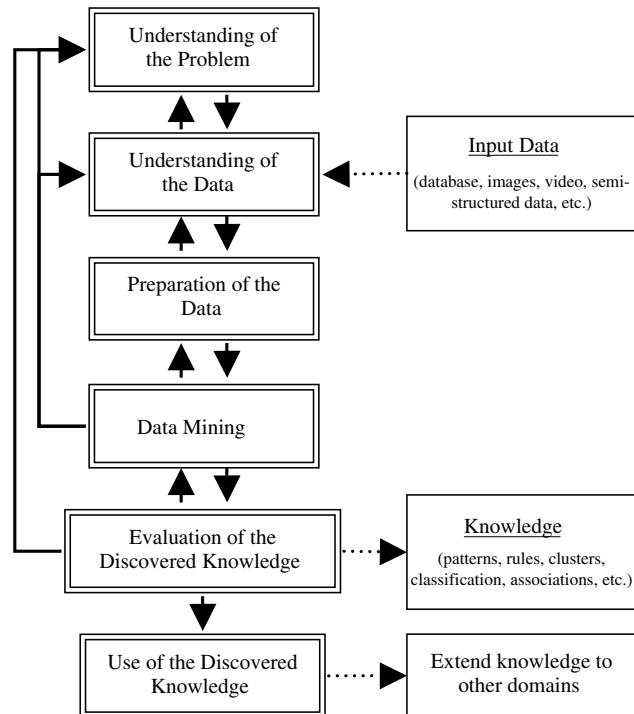 Understanding of
the Problem
Understanding of
the Data
Input Data
(database, images, video, semi-
structured data, etc.)
Preparation of the
Data
Data Mining
Evaluation of the
Discovered Knowledge
Knowledge
(patterns, rules, clusters,
classification, associations, etc.)
Use of the Discovered
Knowledge
Extend knowledge to
other domains